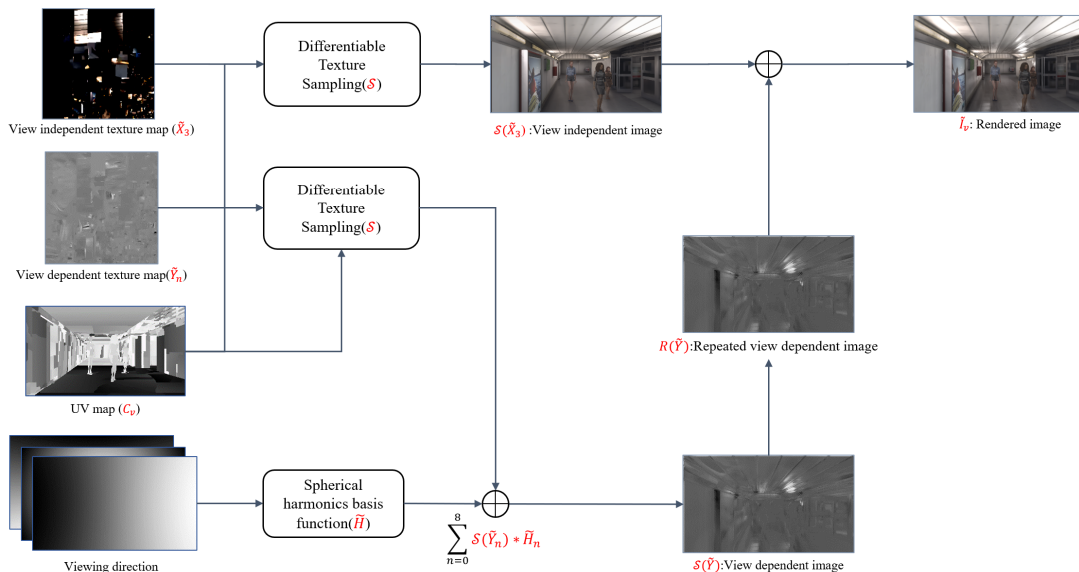 Differentiable
Texture
Sampling(𝒮)
View independent texture map (X̃₃)
𝒮(X̃₃) :View independent image
Ĩᵥ: Rendered image
Differentiable
Texture
Sampling(𝒮)
View dependent texture map(Ỹₙ)
R(Ỹ):Repeated view dependent image
UV map (Cᵥ)
Spherical
harmonics basis
function(H̃)
8
∑ 𝒮(Ỹₙ) * H̃ₙ
n=0
Viewing direction
𝒮(Ỹ):View dependent image